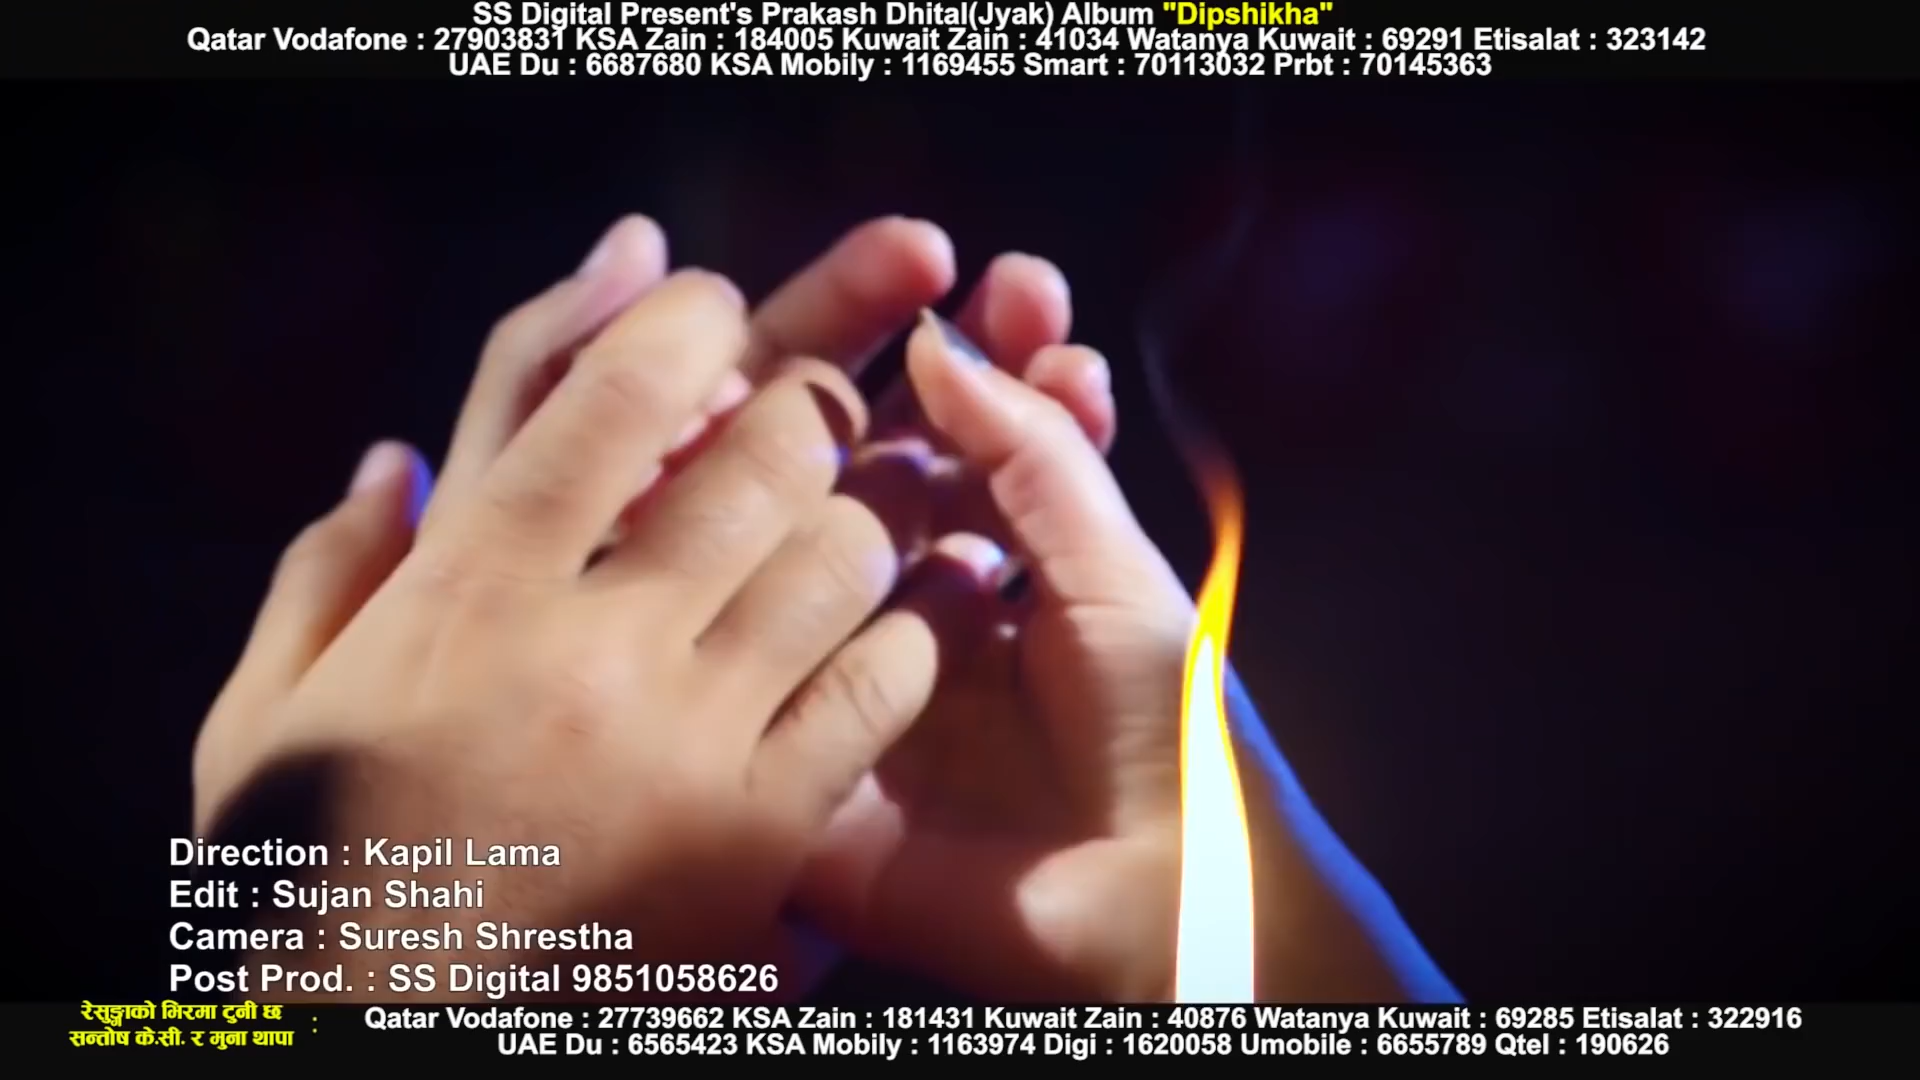 SS Digital Present's Prakash Dhital(Jyak) Album "Dipshikha"
Qatar Vodafone : 27903831 KSA Zain : 184005 Kuwait Zain : 41034 Watanya Kuwait : 69291 Etisalat : 323142
UAE Du : 6687680 KSA Mobily : 1169455 Smart : 70113032 Prbt : 70145363
Direction : Kapil Lama
Edit : Sujan Shahi
Camera : Suresh Shrestha
Post Prod. : SS Digital 9851058626
रेसुङ्गाको भिरमा टुनी छ
सन्तोष के.सी. र मुना थापा :
Qatar Vodafone : 27739662 KSA Zain : 181431 Kuwait Zain : 40876 Watanya Kuwait : 69285 Etisalat : 322916
UAE Du : 6565423 KSA Mobily : 1163974 Digi : 1620058 Umobile : 6655789 Qtel : 190626